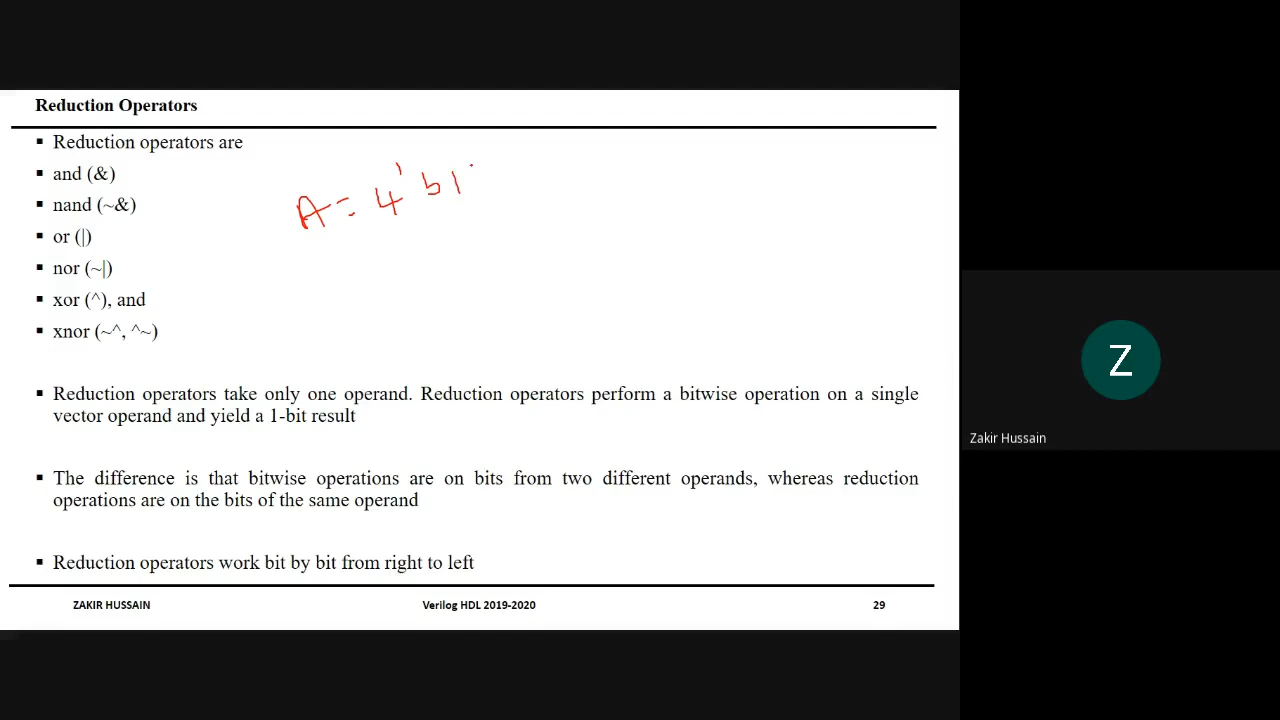 Reduction Operators
▪ Reduction operators are
▪ and (&)
▪ nand (~&)
▪ or (|)
▪ nor (~|)
▪ xor (^), and
▪ xnor (~^, ^~)
A = 4'b1
▪ Reduction operators take only one operand. Reduction operators perform a bitwise operation on a single
vector operand and yield a 1-bit result
▪ The difference is that bitwise operations are on bits from two different operands, whereas reduction
operations are on the bits of the same operand
▪ Reduction operators work bit by bit from right to left
ZAKIR HUSSAIN Verilog HDL 2019-2020 29
Z
Zakir Hussain